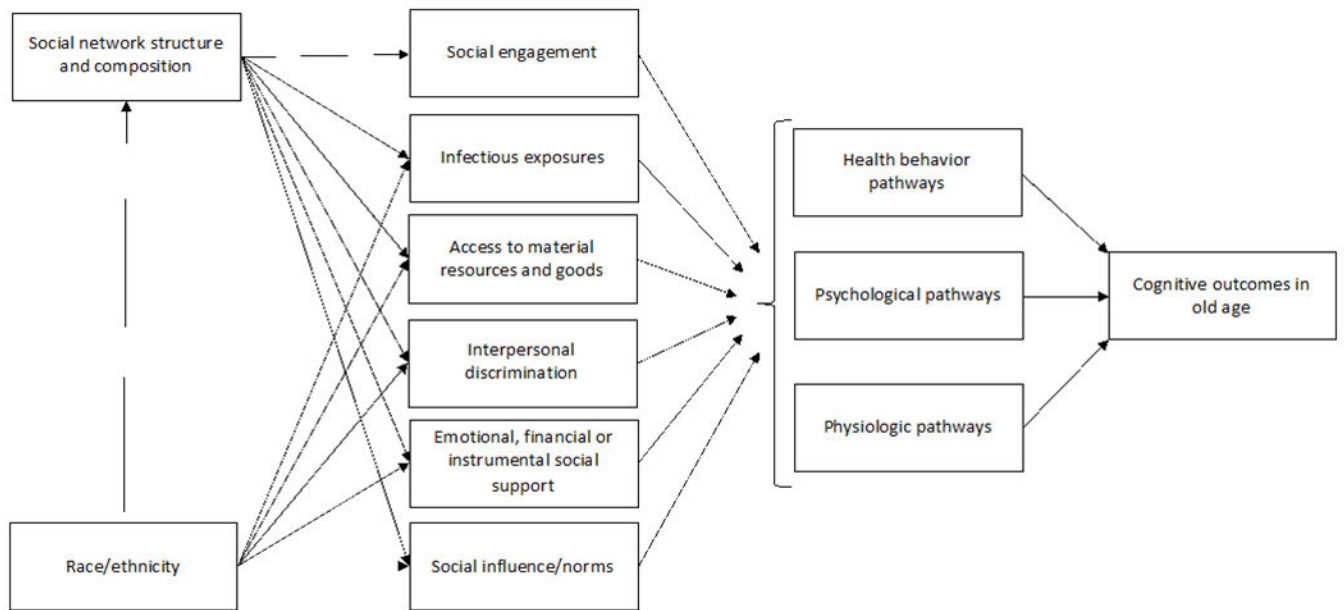 Social network structure
and composition
Social engagement
Infectious exposures
Access to material
resources and goods
Interpersonal
discrimination
Emotional, financial or
instrumental social
support
Social influence/norms
Race/ethnicity
Health behavior
pathways
Psychological pathways
Physiologic pathways
Cognitive outcomes in
old age